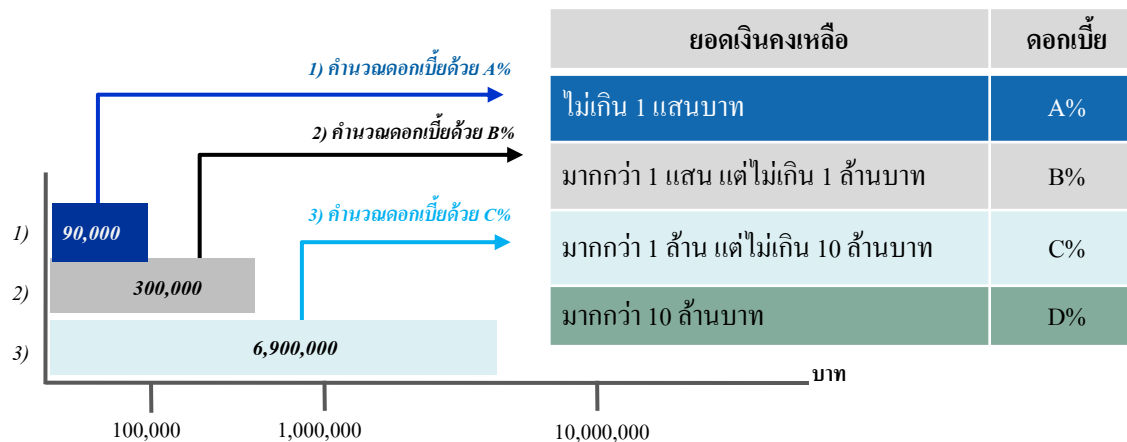 1) คำนวณดอกเบี้ยด้วย A%
2) คำนวณดอกเบี้ยด้วย B%
3) คำนวณดอกเบี้ยด้วย C%
1) 90,000
2) 300,000
3) 6,900,000
บาท
100,000 1,000,000 10,000,000
ยอดเงินคงเหลือ ดอกเบี้ย
ไม่เกิน 1 แสนบาท A%
มากกว่า 1 แสน แต่ไม่เกิน 1 ล้านบาท B%
มากกว่า 1 ล้าน แต่ไม่เกิน 10 ล้านบาท C%
มากกว่า 10 ล้านบาท D%